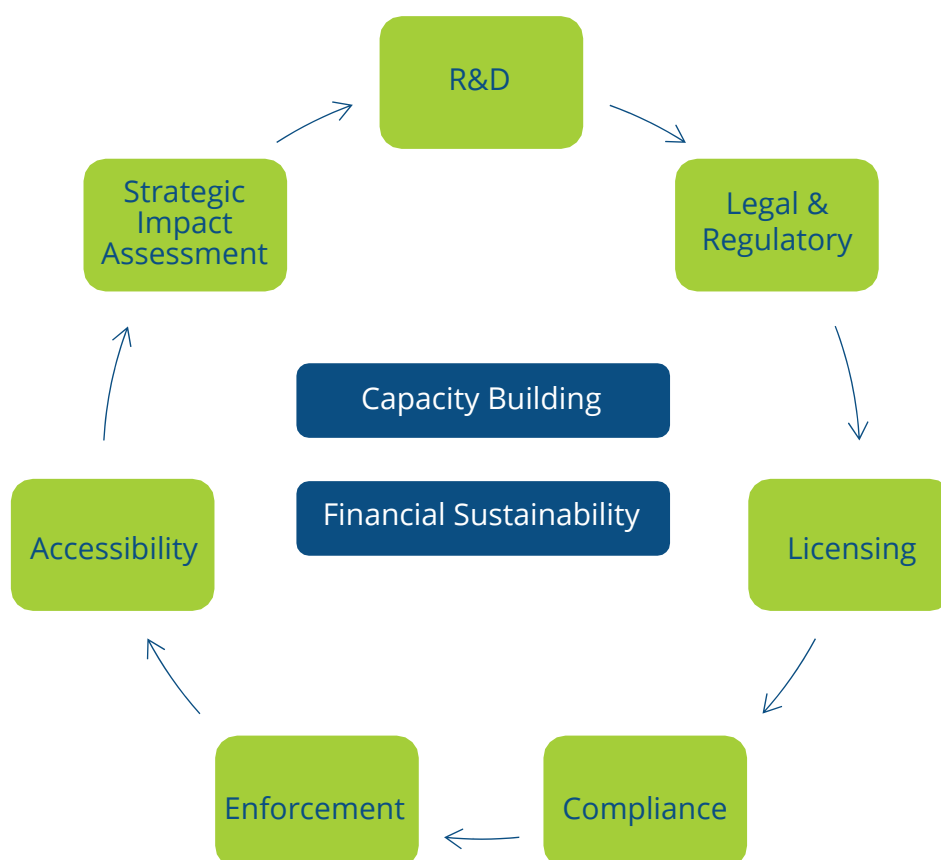 R&D
Legal &
Regulatory
Licensing
Compliance
Enforcement
Accessibility
Strategic
Impact
Assessment
Capacity Building
Financial Sustainability